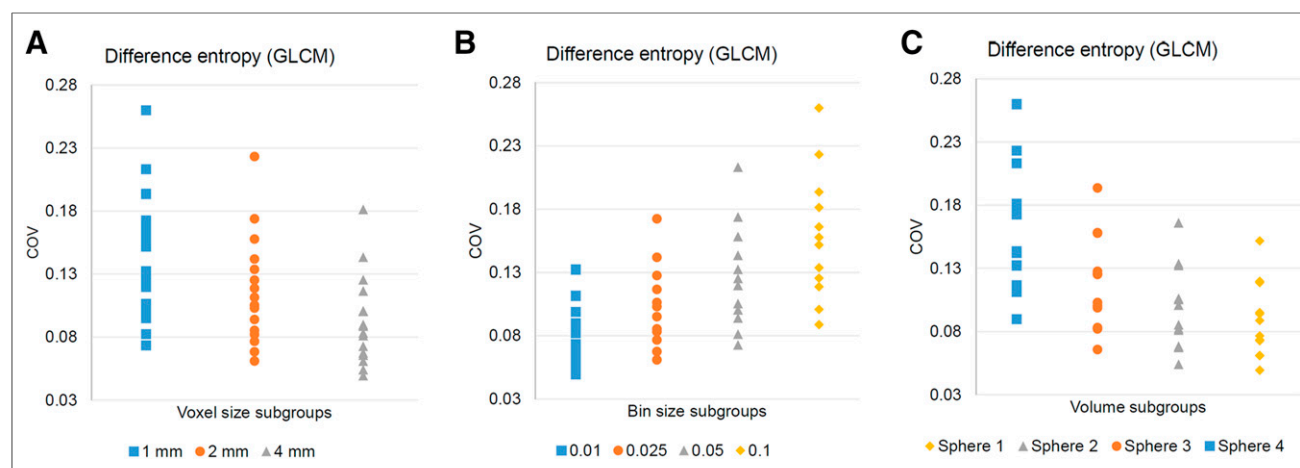 A
Difference entropy (GLCM)
0.28
0.23
0.18
0.13
0.08
0.03
COV
Voxel size subgroups
1 mm 2 mm 4 mm
B
Difference entropy (GLCM)
0.28
0.23
0.18
0.13
0.08
0.03
COV
Bin size subgroups
0.01 0.025 0.05 0.1
C
Difference entropy (GLCM)
0.28
0.23
0.18
0.13
0.08
0.03
COV
Volume subgroups
Sphere 1 Sphere 2 Sphere 3 Sphere 4